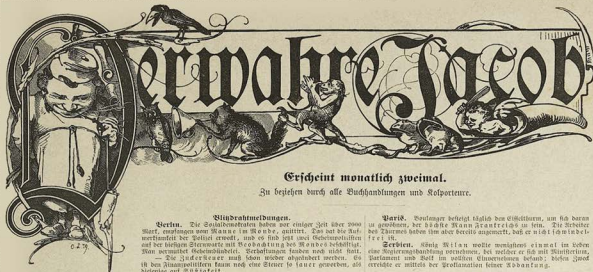 Der wahre Jacob
Erscheint monatlich zweimal.
Zu beziehen durch alle Buchhandlungen und Kolporteure.
Blitzdrahtmeldungen.
Berlin. Die Sozialdemokraten haben vor einiger Zeit über 2000
Mark, empfangen vom Manne im Monde, quittirt. Das hat die Auf-
merksamkeit der Polizei erweckt, und es sind jetzt zwei Geheimpolizisten
auf der hiesigen Sternwarte mit Beobachtung des Mondes beschäftigt.
Man vermuthet Geheimbündelei. Verhaftungen fanden noch nicht statt.
— Die Zuckersteuer muß schon wieder abgeändert werden. Es
ist den Finanzpolitikern kaum noch eine Steuer so sauer geworden, als
diejenige auf Süßigkeit.
Paris. Boulanger besteigt täglich den Eiffelthurm, um sich daran
zu gewöhnen, der höchste Mann Frankreichs zu sein. Die Arbeiter
des Thurmes haben ihm aber bereits angemerkt, daß er nicht schwindel-
frei ist.
Serbien. König Milan wollte wenigstens einmal im Leben
eine Regierungshandlung vornehmen, bei welcher er sich mit Ministerium,
Parlament und Volk im vollsten Einvernehmen befand; diesen Zweck
erreichte er mittels der Proklamation seiner Abdankung.